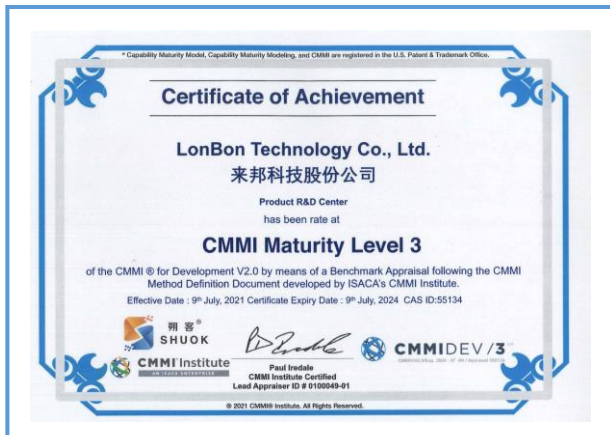 * Capability Maturity Model, Capability Maturity Modeling, and CMMI are registered in the U.S. Patent & Trademark Office.
Certificate of Achievement
LonBon Technology Co., Ltd.
来邦科技股份公司
Product R&D Center
has been rate at
CMMI Maturity Level 3
of the CMMI ® for Development V2.0 by means of a Benchmark Appraisal following the CMMI
Method Definition Document developed by ISACA's CMMI Institute.
Effective Date : 9th July, 2021 Certificate Expiry Date : 9th July, 2024 CAS ID:55134
朔客®
SHUOK
CMMI Institute
AN ISACA ENTERPRISE
Paul Iredale
CMMI Institute Certified
Lead Appraiser ID # 0100049-01
CMMIDEV/3
© 2021 CMMI® Institute. All Rights Reserved.